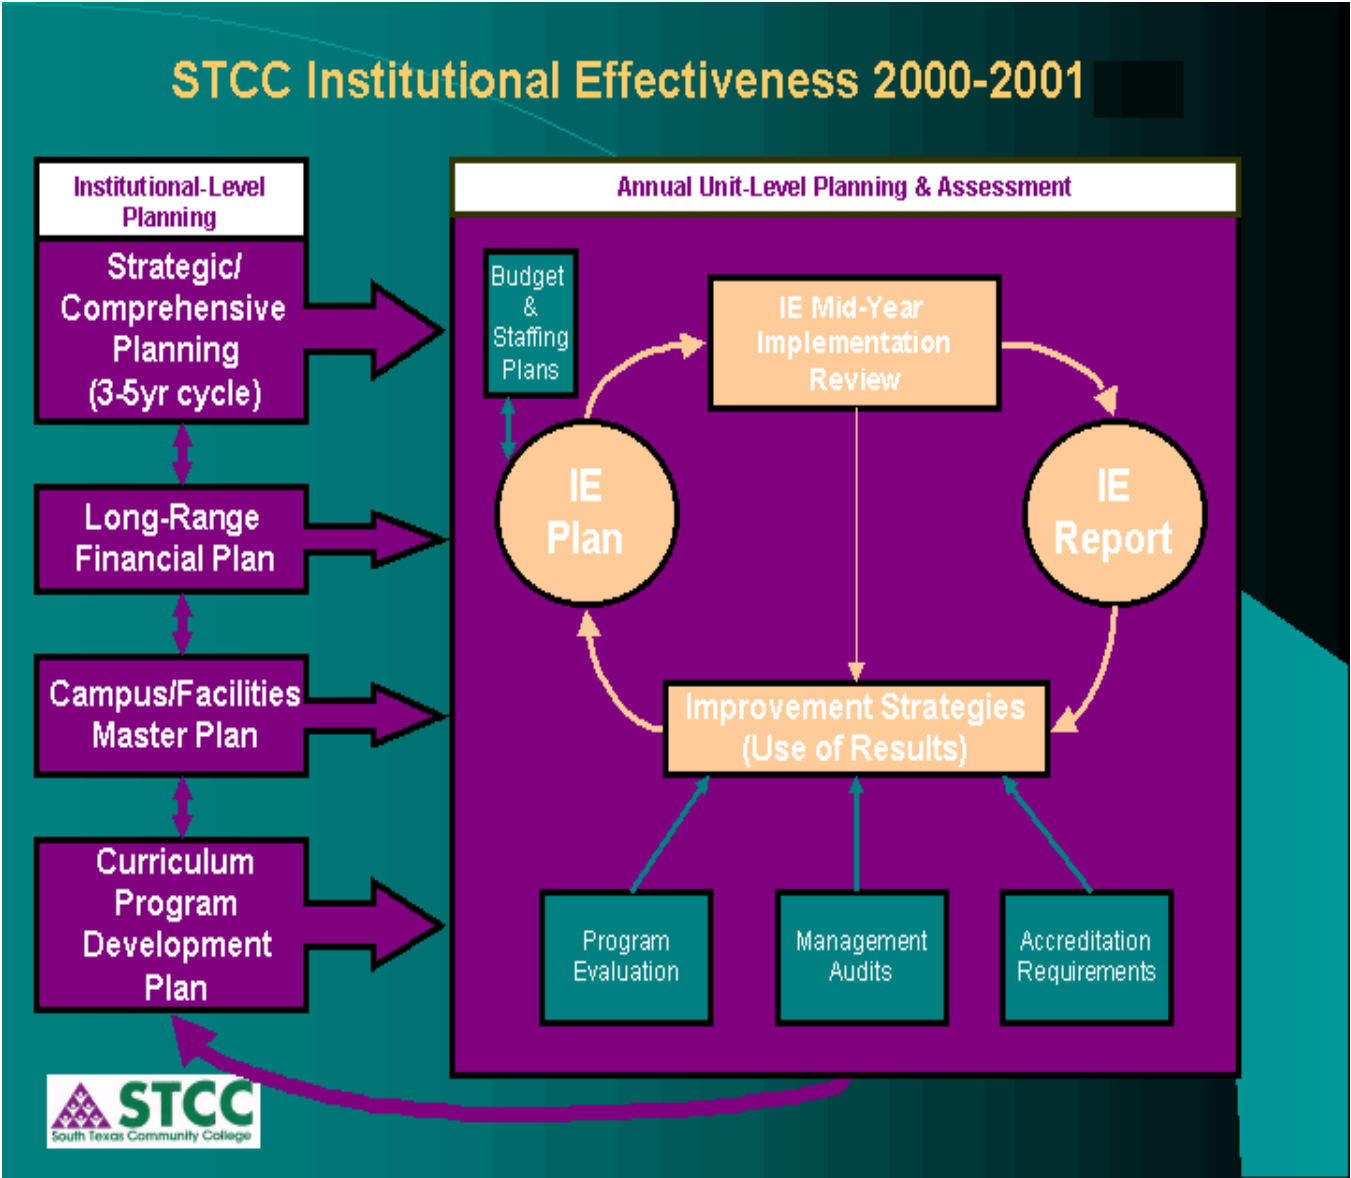 STCC Institutional Effectiveness 2000-2001
Institutional-Level
Planning
Strategic/
Comprehensive
Planning
(3-5yr cycle)
Long-Range
Financial Plan
Campus/Facilities
Master Plan
Curriculum
Program
Development
Plan
Annual Unit-Level Planning & Assessment
Budget
&
Staffing
Plans
IE Mid-Year
Implementation
Review
IE
Plan
IE
Report
Improvement Strategies
(Use of Results)
Program
Evaluation
Management
Audits
Accreditation
Requirements
STCC
South Texas Community College